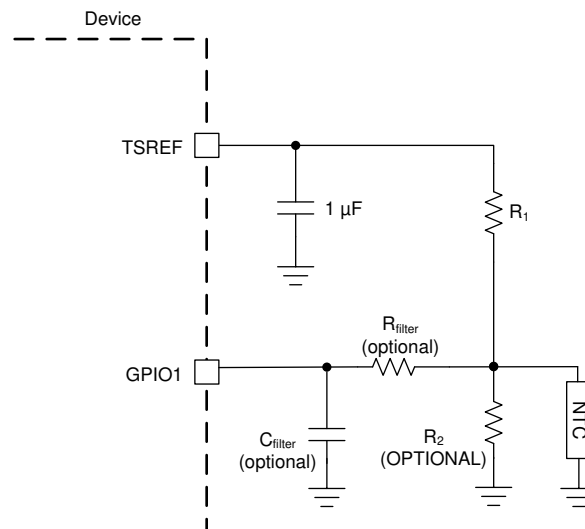 Device
TSREF
1 µF
R1
Rfilter
(optional)
GPIO1
Cfilter
(optional)
R2
(OPTIONAL)
NTC